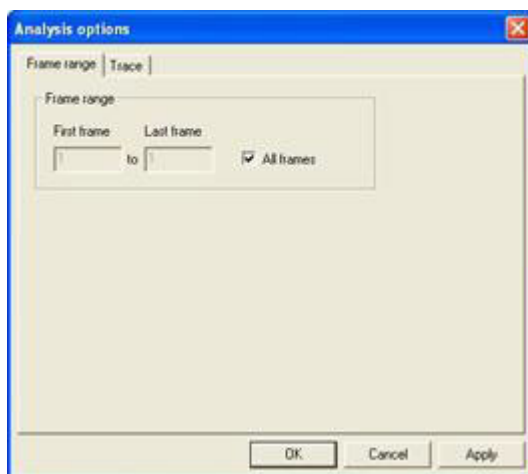 Analysis options
Frame range Trace
Frame range
First frame Last frame
1 to 1 All frames
OK Cancel Apply